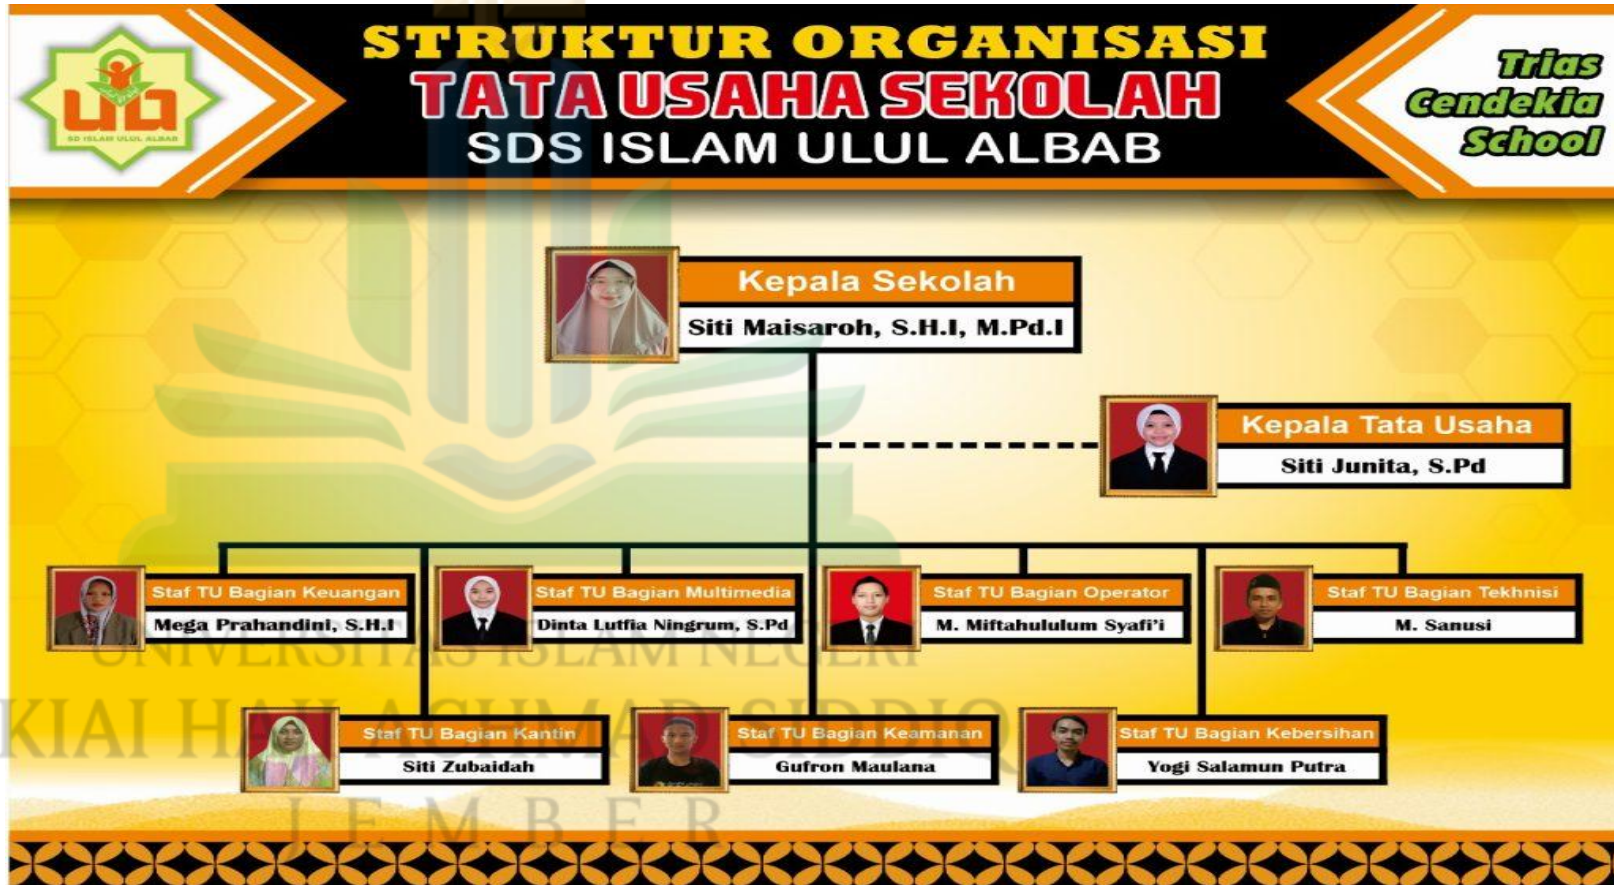 STRUKTUR ORGANISASI
TATA USAHA SEKOLAH
SDS ISLAM ULUL ALBAB
SD ISLAM ULUL ALBAB
Trias
Cendekia
School
Kepala Sekolah
Siti Maisaroh, S.H.I, M.Pd.I
Kepala Tata Usaha
Siti Junita, S.Pd
Staf TU Bagian Keuangan
Mega Prahandini, S.H.I
Staf TU Bagian Multimedia
Dinta Lutfia Ningrum, S.Pd
Staf TU Bagian Operator
M. Miftahululum Syafi'i
Staf TU Bagian Tekhnisi
M. Sanusi
UNIVERSITAS ISLAM NEGERI
KIAI HAJI ACHMAD SIDDIQ
JEMBER
Staf TU Bagian Kantin
Siti Zubaidah
Staf TU Bagian Keamanan
Gufron Maulana
Staf TU Bagian Kebersihan
Yogi Salamun Putra